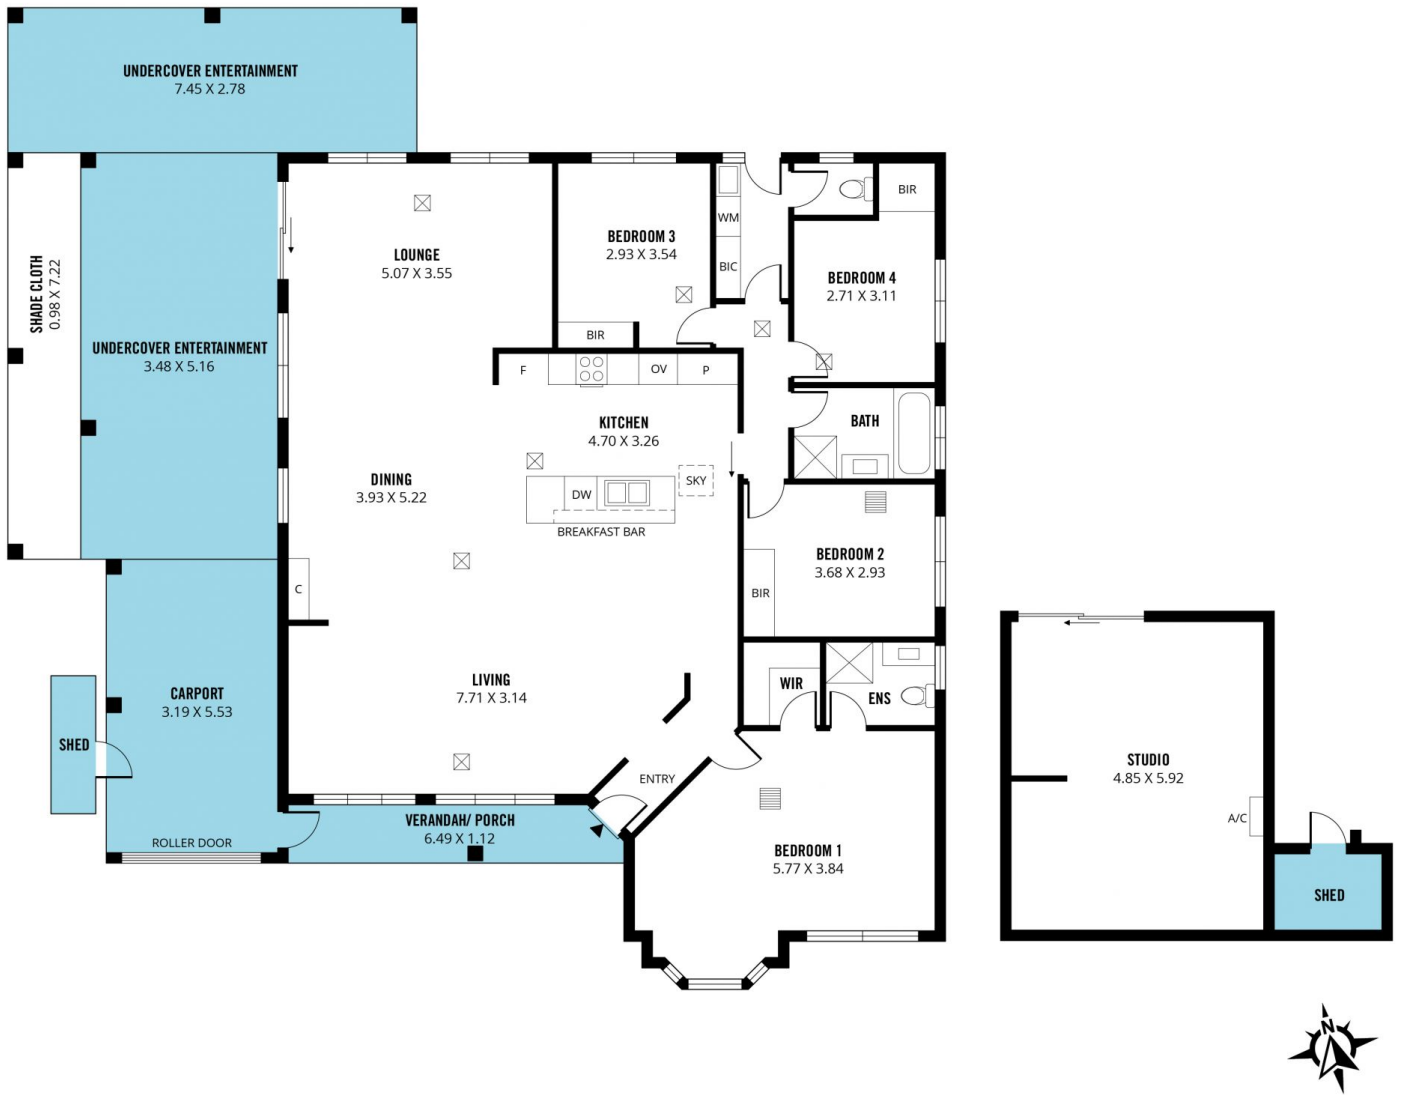 UNDERCOVER ENTERTAINMENT
7.45 X 2.78
SHADE CLOTH
0.98 X 7.22
UNDERCOVER ENTERTAINMENT
3.48 X 5.16
LOUNGE
5.07 X 3.55
BEDROOM 3
2.93 X 3.54
BIR
WM
BIC
BIR
BEDROOM 4
2.71 X 3.11
F
OV
P
KITCHEN
4.70 X 3.26
SKY
DW
BREAKFAST BAR
BATH
DINING
3.93 X 5.22
C
BEDROOM 2
3.68 X 2.93
BIR
LIVING
7.71 X 3.14
WIR
ENS
CARPORT
3.19 X 5.53
SHED
ROLLER DOOR
ENTRY
VERANDAH/ PORCH
6.49 X 1.12
BEDROOM 1
5.77 X 3.84
STUDIO
4.85 X 5.92
A/C
SHED
N